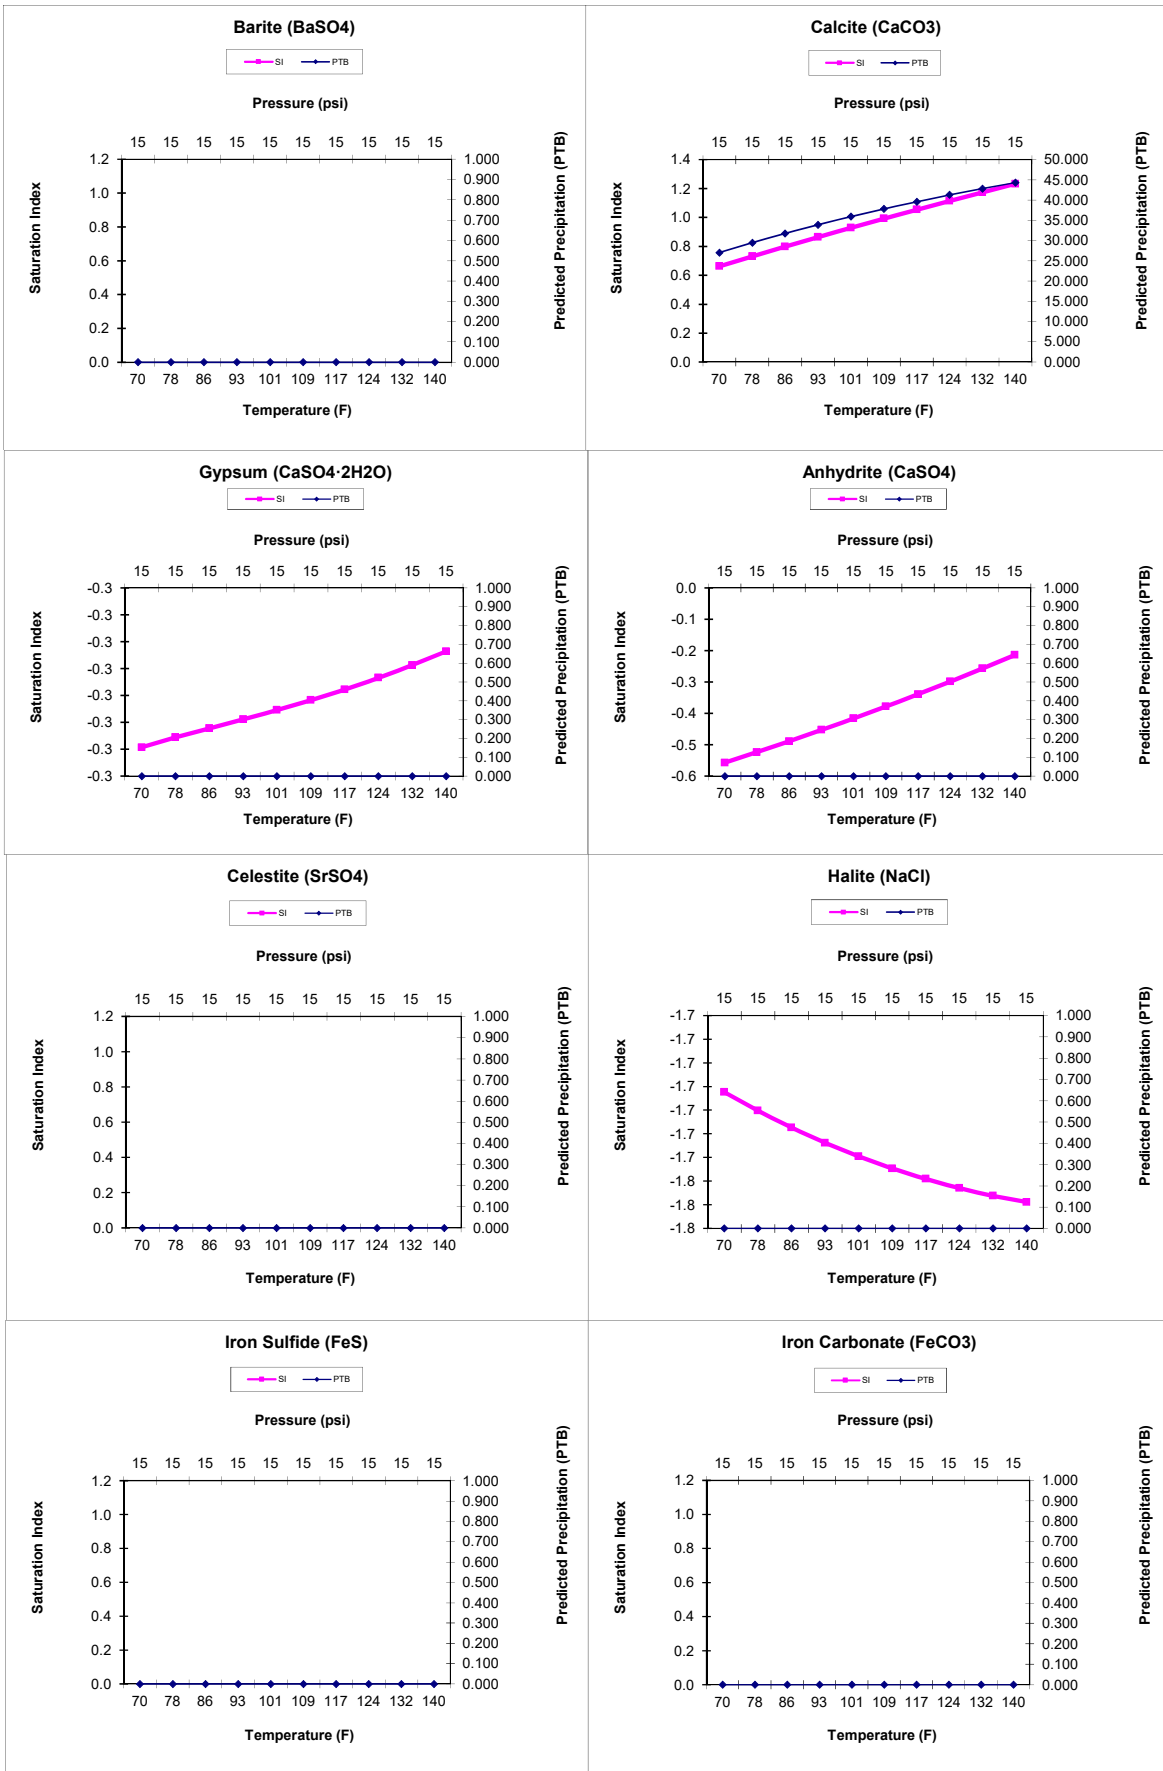 Barite (BaSO4)
SI PTB
Pressure (psi)
15 15 15 15 15 15 15 15 15 15
1.2
1.0
0.8
0.6
0.4
0.2
0.0
Saturation Index
1.000
0.900
0.800
0.700
0.600
0.500
0.400
0.300
0.200
0.100
0.000
Predicted Precipitation (PTB)
70 78 86 93 101 109 117 124 132 140
Temperature (F)
Calcite (CaCO3)
SI PTB
Pressure (psi)
15 15 15 15 15 15 15 15 15 15
1.4
1.2
1.0
0.8
0.6
0.4
0.2
0.0
Saturation Index
50.000
45.000
40.000
35.000
30.000
25.000
20.000
15.000
10.000
5.000
0.000
Predicted Precipitation (PTB)
70 78 86 93 101 109 117 124 132 140
Temperature (F)
Gypsum (CaSO4·2H2O)
SI PTB
Pressure (psi)
15 15 15 15 15 15 15 15 15 15
-0.3
-0.3
-0.3
-0.3
-0.3
-0.3
-0.3
-0.3
Saturation Index
1.000
0.900
0.800
0.700
0.600
0.500
0.400
0.300
0.200
0.100
0.000
Predicted Precipitation (PTB)
70 78 86 93 101 109 117 124 132 140
Temperature (F)
Anhydrite (CaSO4)
SI PTB
Pressure (psi)
15 15 15 15 15 15 15 15 15 15
0.0
-0.1
-0.2
-0.3
-0.4
-0.5
-0.6
Saturation Index
1.000
0.900
0.800
0.700
0.600
0.500
0.400
0.300
0.200
0.100
0.000
Predicted Precipitation (PTB)
70 78 86 93 101 109 117 124 132 140
Temperature (F)
Celestite (SrSO4)
SI PTB
Pressure (psi)
15 15 15 15 15 15 15 15 15 15
1.2
1.0
0.8
0.6
0.4
0.2
0.0
Saturation Index
1.000
0.900
0.800
0.700
0.600
0.500
0.400
0.300
0.200
0.100
0.000
Predicted Precipitation (PTB)
70 78 86 93 101 109 117 124 132 140
Temperature (F)
Halite (NaCl)
SI PTB
Pressure (psi)
15 15 15 15 15 15 15 15 15 15
-1.7
-1.7
-1.7
-1.7
-1.7
-1.7
-1.7
-1.8
-1.8
-1.8
Saturation Index
1.000
0.900
0.800
0.700
0.600
0.500
0.400
0.300
0.200
0.100
0.000
Predicted Precipitation (PTB)
70 78 86 93 101 109 117 124 132 140
Temperature (F)
Iron Sulfide (FeS)
SI PTB
Pressure (psi)
15 15 15 15 15 15 15 15 15 15
1.2
1.0
0.8
0.6
0.4
0.2
0.0
Saturation Index
1.000
0.900
0.800
0.700
0.600
0.500
0.400
0.300
0.200
0.100
0.000
Predicted Precipitation (PTB)
70 78 86 93 101 109 117 124 132 140
Temperature (F)
Iron Carbonate (FeCO3)
SI PTB
Pressure (psi)
15 15 15 15 15 15 15 15 15 15
1.2
1.0
0.8
0.6
0.4
0.2
0.0
Saturation Index
1.000
0.900
0.800
0.700
0.600
0.500
0.400
0.300
0.200
0.100
0.000
Predicted Precipitation (PTB)
70 78 86 93 101 109 117 124 132 140
Temperature (F)